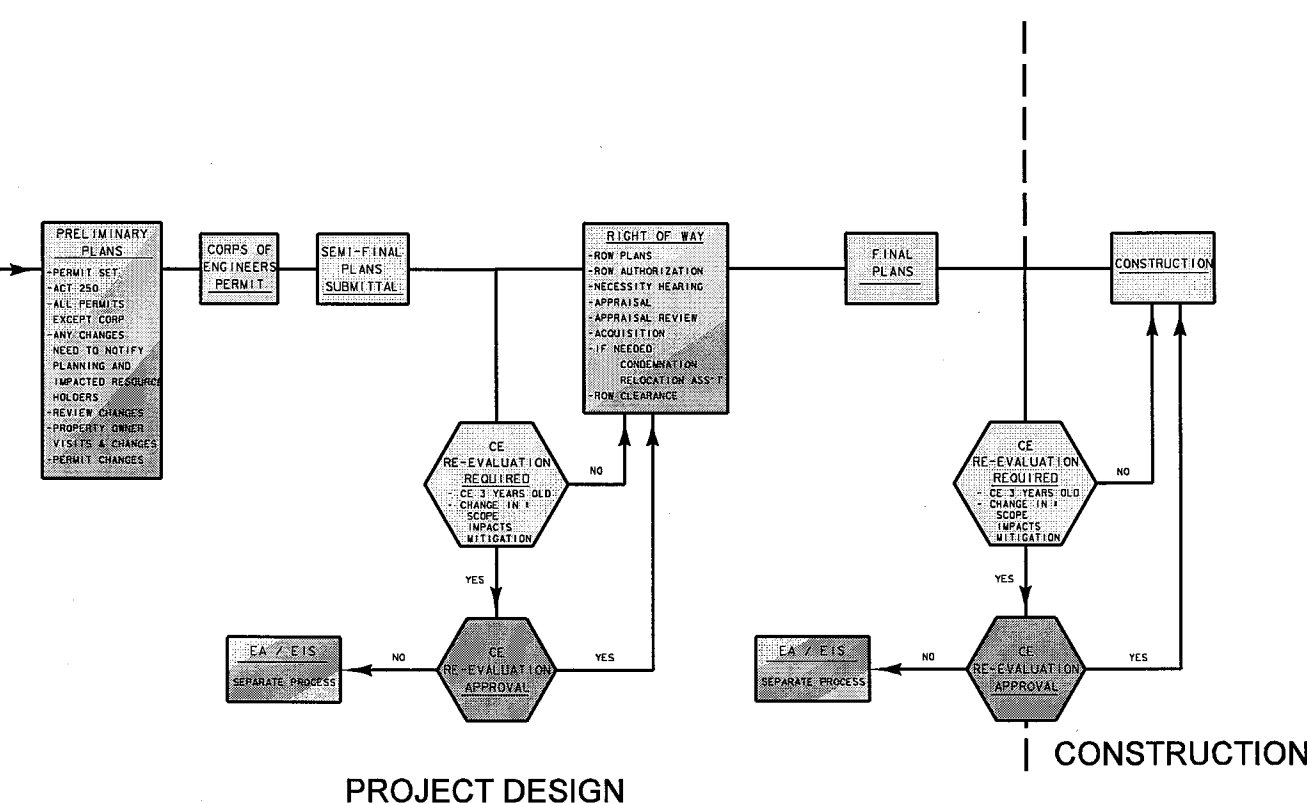 PRELIMINARY
PLANS
-PERMIT SET
-ACT 250
-ALL PERMITS
EXCEPT CORP
-ANY CHANGES
NEED TO NOTIFY
PLANNING AND
IMPACTED RESOURCE
HOLDERS
-REVIEW CHANGES
-PROPERTY OWNER
VISITS & CHANGES
-PERMIT CHANGES
CORPS OF
ENGINEERS
PERMIT
SEMI-FINAL
PLANS
SUBMITTAL
RIGHT OF WAY
-ROW PLANS
-ROW AUTHORIZATION
-NECESSITY HEARING
-APPRAISAL
-APPRAISAL REVIEW
-ACQUISITION
-IF NEEDED
CONDEMNATION
RELOCATION ASS'T
-ROW CLEARANCE
FINAL
PLANS
CONSTRUCTION
CE
RE-EVALUATION
REQUIRED
- CE 3 YEARS OLD
- CHANGE IN :
SCOPE
IMPACTS
MITIGATION
NO
YES
CE
RE-EVALUATION
APPROVAL
NO
YES
EA / EIS
SEPARATE PROCESS
CE
RE-EVALUATION
REQUIRED
- CE 3 YEARS OLD
- CHANGE IN :
SCOPE
IMPACTS
MITIGATION
NO
YES
CE
RE-EVALUATION
APPROVAL
NO
YES
EA / EIS
SEPARATE PROCESS
PROJECT DESIGN
CONSTRUCTION